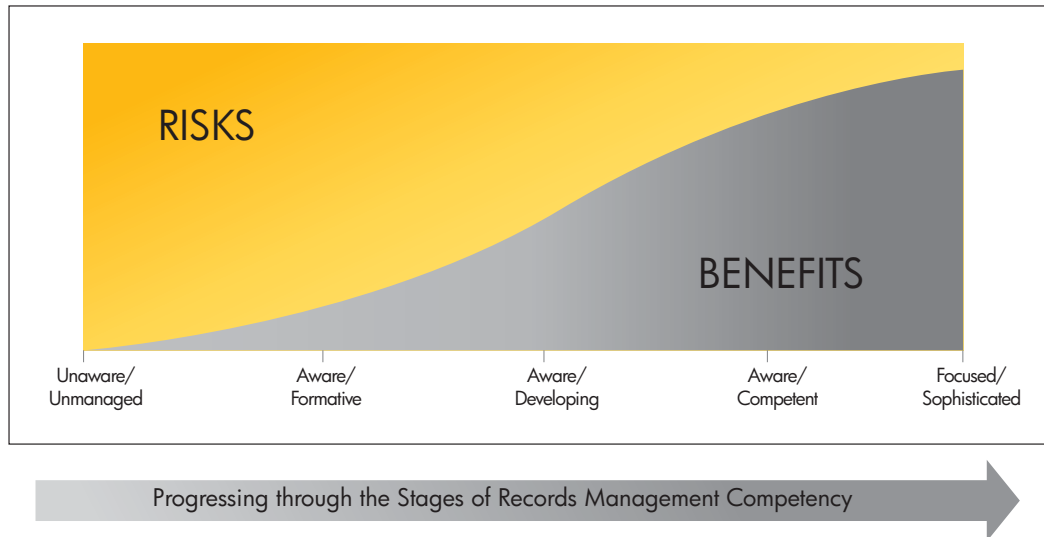 RISKS
BENEFITS
Unaware/
Unmanaged
Aware/
Formative
Aware/
Developing
Aware/
Competent
Focused/
Sophisticated
Progressing through the Stages of Records Management Competency